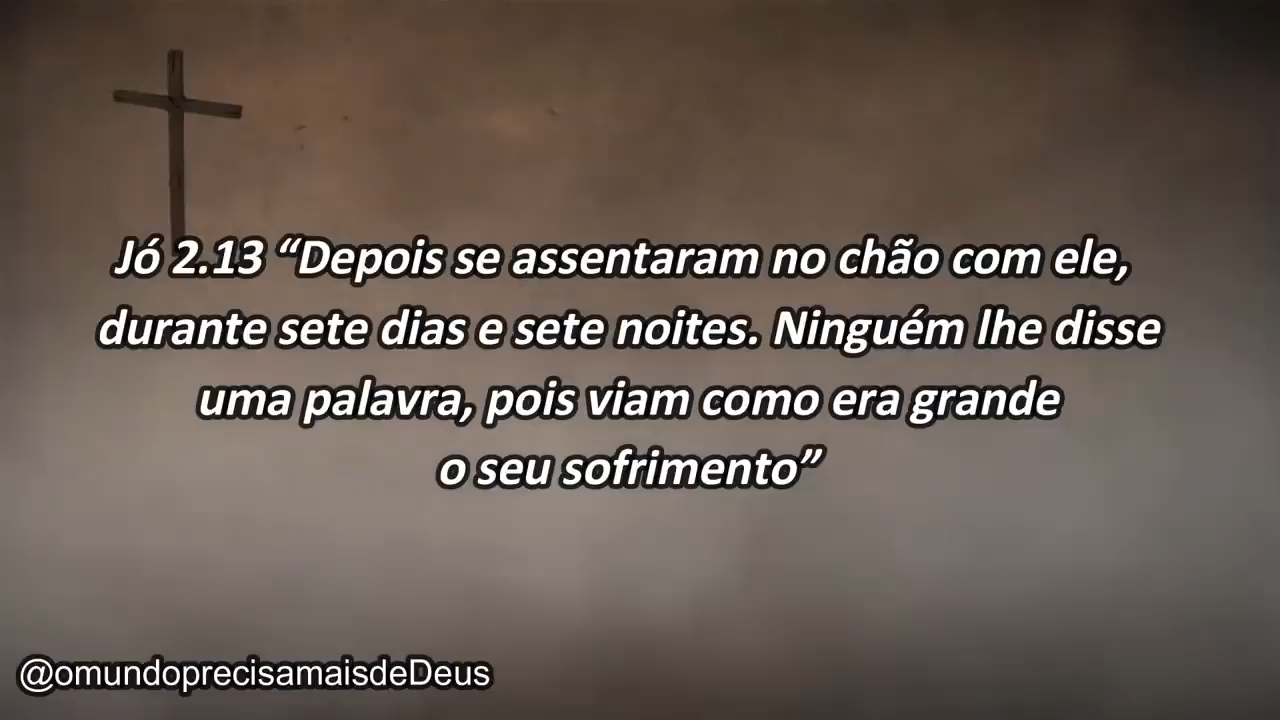 Jó 2.13 “Depois se assentaram no chão com ele,
durante sete dias e sete noites. Ninguém lhe disse
uma palavra, pois viam como era grande
o seu sofrimento”
@omundoprecisamaisdeDeus